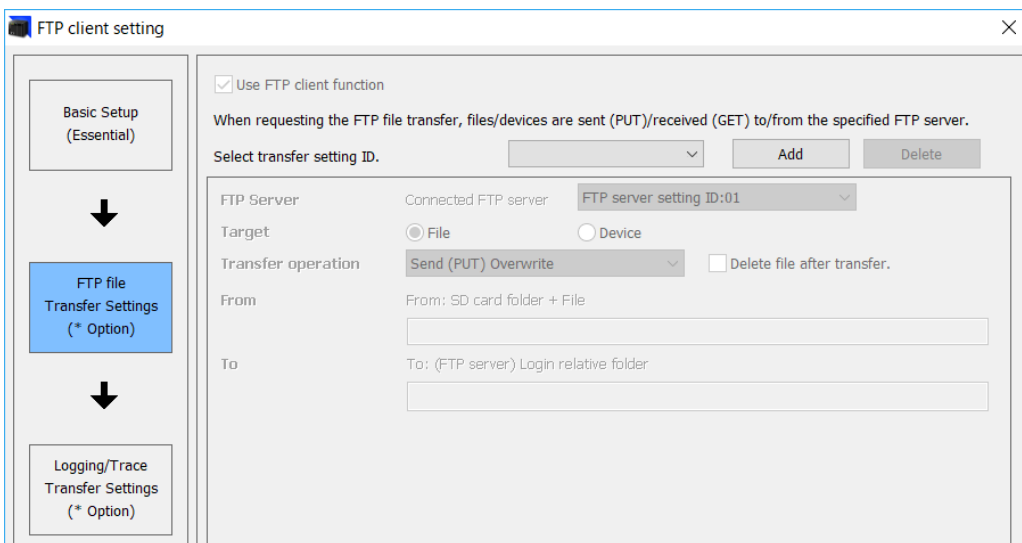 FTP client setting
Basic Setup
(Essential)
FTP file
Transfer Settings
(* Option)
Logging/Trace
Transfer Settings
(* Option)
Use FTP client function
When requesting the FTP file transfer, files/devices are sent (PUT)/received (GET) to/from the specified FTP server.
Select transfer setting ID. Add Delete
FTP Server Connected FTP server FTP server setting ID:01
Target File Device
Transfer operation Send (PUT) Overwrite Delete file after transfer.
From From: SD card folder + File
To To: (FTP server) Login relative folder